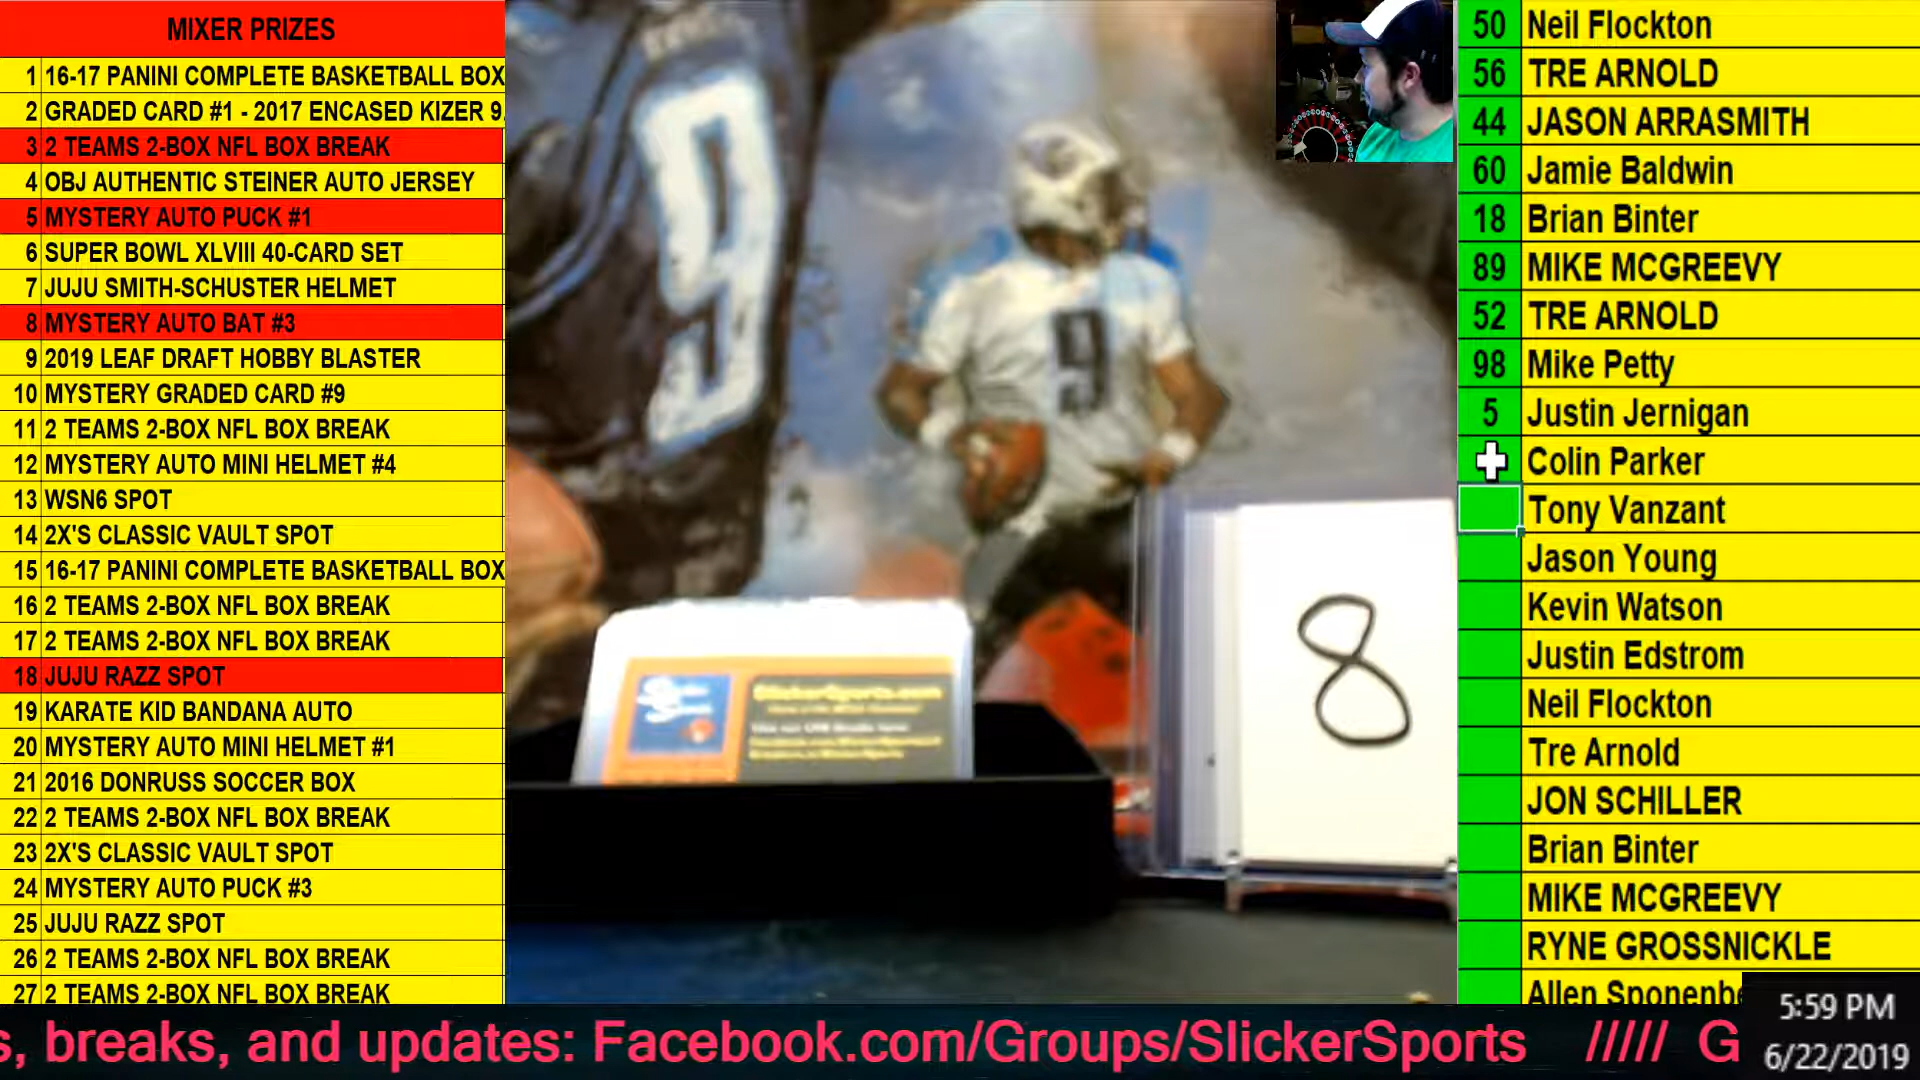 MIXER PRIZES
1 16-17 PANINI COMPLETE BASKETBALL BOX
2 GRADED CARD #1 - 2017 ENCASED KIZER 9
3 2 TEAMS 2-BOX NFL BOX BREAK
4 OBJ AUTHENTIC STEINER AUTO JERSEY
5 MYSTERY AUTO PUCK #1
6 SUPER BOWL XLVIII 40-CARD SET
7 JUJU SMITH-SCHUSTER HELMET
8 MYSTERY AUTO BAT #3
9 2019 LEAF DRAFT HOBBY BLASTER
10 MYSTERY GRADED CARD #9
11 2 TEAMS 2-BOX NFL BOX BREAK
12 MYSTERY AUTO MINI HELMET #4
13 WSN6 SPOT
14 2X'S CLASSIC VAULT SPOT
15 16-17 PANINI COMPLETE BASKETBALL BOX
16 2 TEAMS 2-BOX NFL BOX BREAK
17 2 TEAMS 2-BOX NFL BOX BREAK
18 JUJU RAZZ SPOT
19 KARATE KID BANDANA AUTO
20 MYSTERY AUTO MINI HELMET #1
21 2016 DONRUSS SOCCER BOX
22 2 TEAMS 2-BOX NFL BOX BREAK
23 2X'S CLASSIC VAULT SPOT
24 MYSTERY AUTO PUCK #3
25 JUJU RAZZ SPOT
26 2 TEAMS 2-BOX NFL BOX BREAK
27 2 TEAMS 2-BOX NFL BOX BREAK
9
9
8
SlickerSports.com
50 Neil Flockton
56 TRE ARNOLD
44 JASON ARRASMITH
60 Jamie Baldwin
18 Brian Binter
89 MIKE MCGREEVY
52 TRE ARNOLD
98 Mike Petty
5 Justin Jernigan
Colin Parker
Tony Vanzant
Jason Young
Kevin Watson
Justin Edstrom
Neil Flockton
Tre Arnold
JON SCHILLER
Brian Binter
MIKE MCGREEVY
RYNE GROSSNICKLE
Allen Sponenbe
s, breaks, and updates: Facebook.com/Groups/SlickerSports ///// G
5:59 PM
6/22/2019